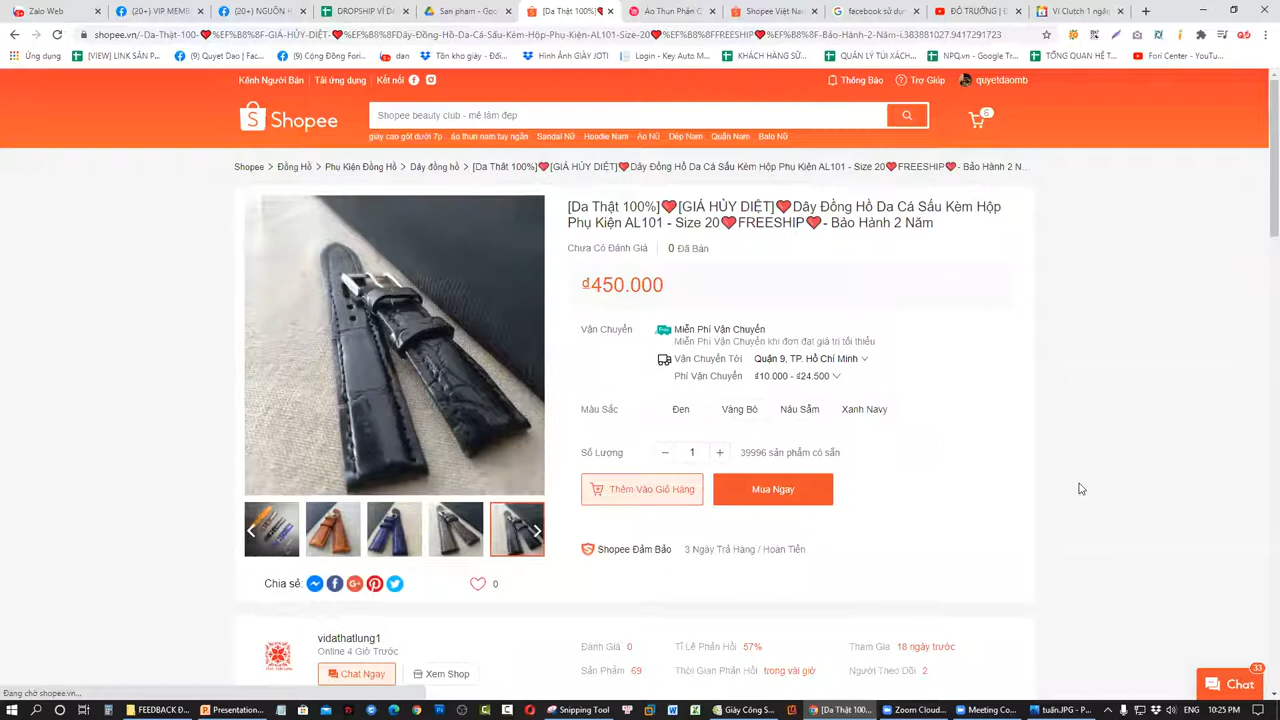 Zalo Web
(20+) VIP MEMB
(20+) NGUỒN H
DROPSHIP VÍ DA
San pham - Goo
[Da Thật 100%]
Áo Thun Phản C
Shopee Việt Na
facebook sử dụn
ĐỎ TRƯỞNG | Đ
Ví Clutch 1 ngăn
shopee.vn/-Da-Thật-100-❤%EF%B8%8F-GIÁ-HỦY-DIỆT-❤%EF%B8%8FDây-Đồng-Hồ-Da-Cá-Sấu-Kèm-Hộp-Phụ-Kiện-AL101-Size-20❤%EF%B8%8FFREESHIP❤%EF%B8%8F-Bảo-Hành-2-Năm-i.383881027.9417291723
Ứng dụng
[VIEW] LINK SẢN P...
(9) Quyet Dao | Fac...
(9) Cộng Đồng Fori...
dan
Tồn kho giày - Đối...
Hình Ảnh GIÀY JOTI
Login - Key Auto M...
KHÁCH HÀNG SỬ...
QUẢN LÝ TÚI XÁCH...
NPQ.vn - Google Tr...
TỔNG QUAN HỆ T...
Fori Center - YouTu...
Kênh Người Bán
Tải ứng dụng
Kết nối
Thông Báo
Trợ Giúp
quyetdaomb
Shopee
Shopee beauty club - mê làm đẹp
6
giày cao gót dưới 7p
áo thun nam tay ngắn
Sandal Nữ
Hoodie Nam
Áo Nữ
Dép Nam
Quần Nam
Balo Nữ
Shopee > Đồng Hồ > Phụ Kiện Đồng Hồ > Dây đồng hồ > [Da Thật 100%]❤[GIÁ HỦY DIỆT]❤Dây Đồng Hồ Da Cá Sấu Kèm Hộp Phụ Kiện AL101 - Size 20❤FREESHIP❤- Bảo Hành 2 N...
[Da Thật 100%]❤[GIÁ HỦY DIỆT]❤Dây Đồng Hồ Da Cá Sấu Kèm Hộp
Phụ Kiện AL101 - Size 20❤FREESHIP❤- Bảo Hành 2 Năm
Chưa Có Đánh Giá
0 Đã Bán
₫450.000
Vận Chuyển
Miễn Phí Vận Chuyển
Miễn Phí Vận Chuyển khi đơn đạt giá trị tối thiểu
Vận Chuyển Tới
Quận 9, TP. Hồ Chí Minh
Phí Vận Chuyển
₫10.000 - ₫24.500
Màu Sắc
Đen
Vàng Bò
Nâu Sẫm
Xanh Navy
Số Lượng
− 1 +
39996 sản phẩm có sẵn
Thêm Vào Giỏ Hàng
Mua Ngay
Shopee Đảm Bảo
3 Ngày Trả Hàng / Hoàn Tiền
Chia sẻ:
0
vidathatlung1
Online 4 Giờ Trước
Chat Ngay
Xem Shop
Đánh Giá 0
Tỉ Lệ Phản Hồi 57%
Tham Gia 18 ngày trước
Sản Phẩm 69
Thời Gian Phản Hồi trong vài giờ
Người Theo Dõi 2
33
Chat
Đang chờ shopee.vn...
FEEDBACK Đ...
Presentation...
Snipping Tool
Giày Công S...
[Da Thật 100...
Zoom Cloud...
Meeting Co...
tuấn.JPG - P...
10:25 PM